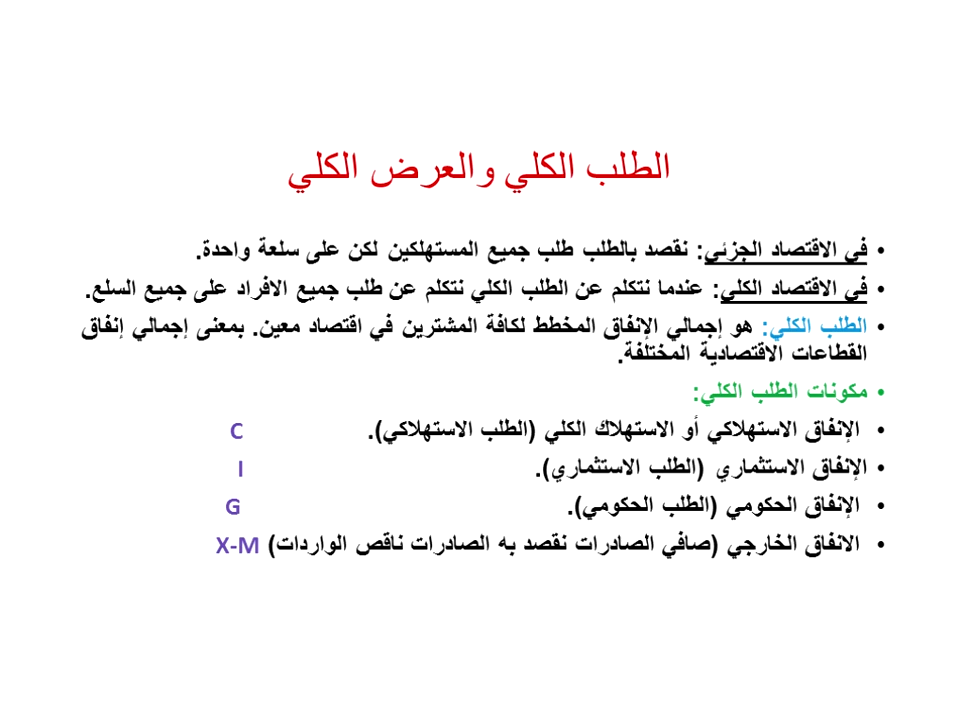 الطلب الكلي والعرض الكلي
• في الاقتصاد الجزئي: نقصد بالطلب طلب جميع المستهلكين لكن على سلعة واحدة.
• في الاقتصاد الكلي: عندما نتكلم عن الطلب الكلي نتكلم عن طلب جميع الافراد على جميع السلع.
• الطلب الكلي: هو إجمالي الإنفاق المخطط لكافة المشترين في اقتصاد معين. بمعنى إجمالي إنفاق
القطاعات الاقتصادية المختلفة.
• مكونات الطلب الكلي:
• الإنفاق الاستهلاكي أو الاستهلاك الكلي (الطلب الاستهلاكي). C
• الإنفاق الاستثماري (الطلب الاستثماري). I
• الإنفاق الحكومي (الطلب الحكومي). G
• الانفاق الخارجي (صافي الصادرات نقصد به الصادرات ناقص الواردات) X-M